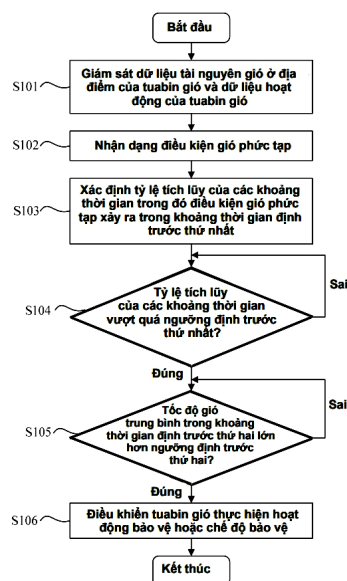 Bắt đầu
S101
Giám sát dữ liệu tài nguyên gió ở địa
điểm của tuabin gió và dữ liệu hoạt
động của tuabin gió
S102
Nhận dạng điều kiện gió phức tạp
S103
Xác định tỷ lệ tích lũy của các khoảng
thời gian trong đó điều kiện gió phức
tạp xảy ra trong khoảng thời gian định
trước thứ nhất
S104
Tỷ lệ tích lũy
của các khoảng thời gian
vượt quá ngưỡng định trước
thứ nhất?
Sai
Đúng
S105
Tốc độ gió
trung bình trong khoảng
thời gian định trước thứ hai lớn
hơn ngưỡng định trước
thứ hai?
Sai
Đúng
S106
Điều khiển tuabin gió thực hiện hoạt
động bảo vệ hoặc chế độ bảo vệ
Kết thúc